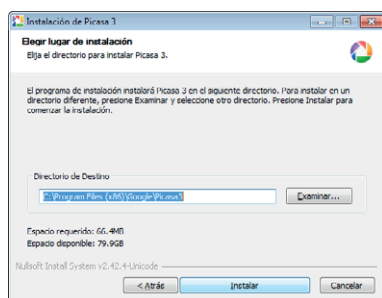 Instalación de Picasa 3
Elegir lugar de instalación
Elija el directorio para instalar Picasa 3.
El programa de instalación instalará Picasa 3 en el siguiente directorio. Para instalar en un
directorio diferente, presione Examinar y seleccione otro directorio. Presione Instalar para
comenzar la instalación.
Directorio de Destino
C:\Program Files (x86)\Google\Picasa3
Examinar...
Espacio requerido: 66.4MB
Espacio disponible: 79.9GB
Nullsoft Install System v2.42.4-Unicode
< Atrás
Instalar
Cancelar